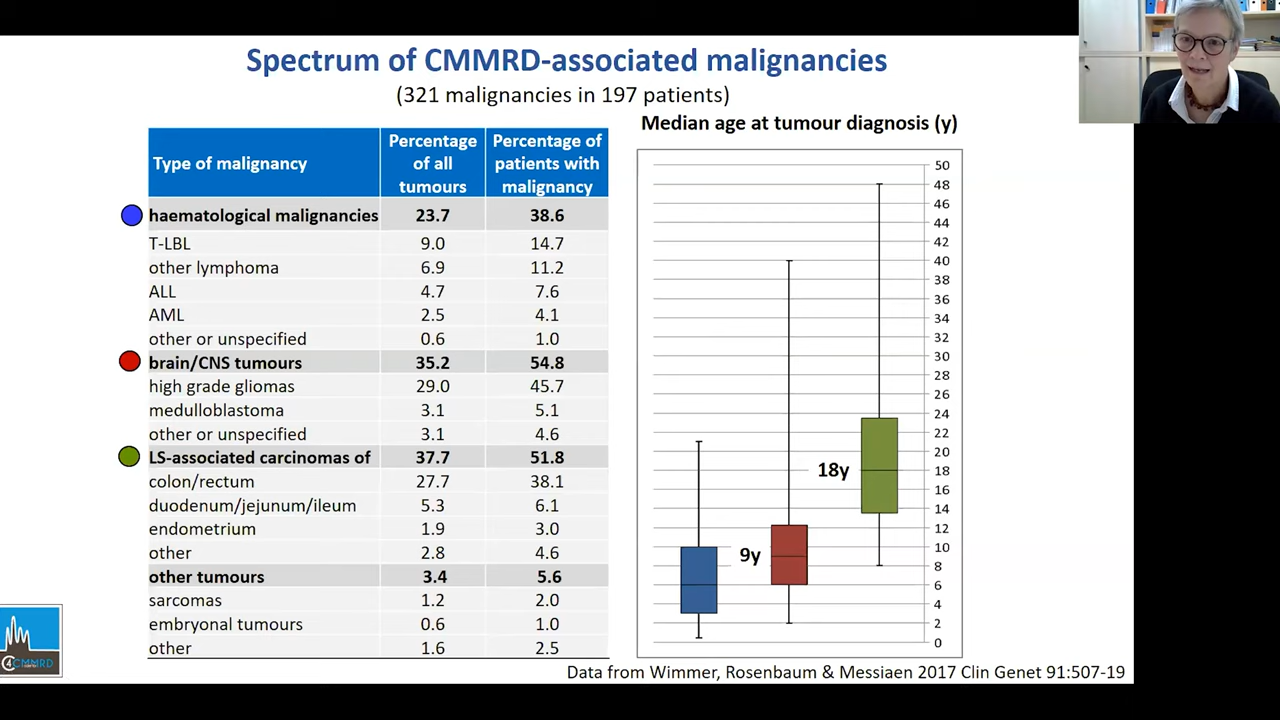 Spectrum of CMMRD-associated malignancies
(321 malignancies in 197 patients)
Type of malignancy Percentage of all tumours Percentage of patients with malignancy
haematological malignancies 23.7 38.6
T-LBL 9.0 14.7
other lymphoma 6.9 11.2
ALL 4.7 7.6
AML 2.5 4.1
other or unspecified 0.6 1.0
brain/CNS tumours 35.2 54.8
high grade gliomas 29.0 45.7
medulloblastoma 3.1 5.1
other or unspecified 3.1 4.6
LS-associated carcinomas of 37.7 51.8
colon/rectum 27.7 38.1
duodenum/jejunum/ileum 5.3 6.1
endometrium 1.9 3.0
other 2.8 4.6
other tumours 3.4 5.6
sarcomas 1.2 2.0
embryonal tumours 0.6 1.0
other 1.6 2.5
Median age at tumour diagnosis (y)
50
48
46
44
42
40
38
36
34
32
30
28
26
24
22
20
18y 18
16
14
12
10
9y
8
6
4
2
0
C4CMMRD
Data from Wimmer, Rosenbaum & Messiaen 2017 Clin Genet 91:507-19